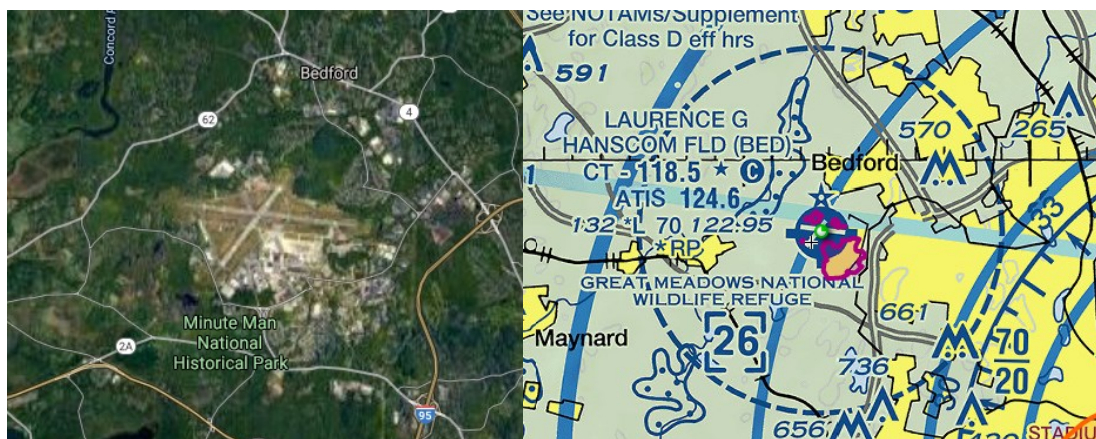 Concord R
Bedford
4
62
Minute Man
National
Historical Park
2A
95
See NOTAMs/Supplement
for Class D eff hrs
591
LAURENCE G
HANSCOM FLD (BED)
CT - 118.5 ★ C
ATIS 124.6
132 *L 70 122.95
*RP
Bedford
570
265
33
GREAT MEADOWS NATIONAL
WILDLIFE REFUGE
Maynard
26
661
70
20
736
656
STADIU